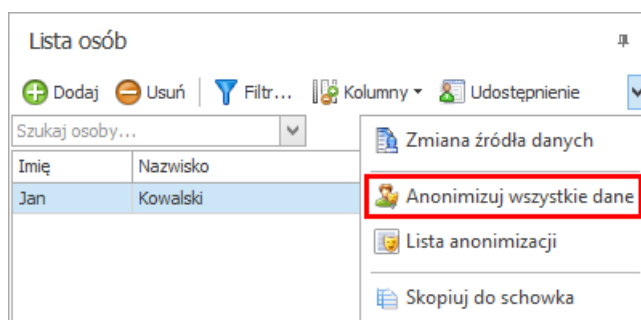 Lista osób
Dodaj Usuń Filtr... Kolumny Udostępnienie
Szukaj osoby...
Zmiana źródła danych
Imię Nazwisko
Anonimizuj wszystkie dane
Jan Kowalski
Lista anonimizacji
Skopiuj do schowka